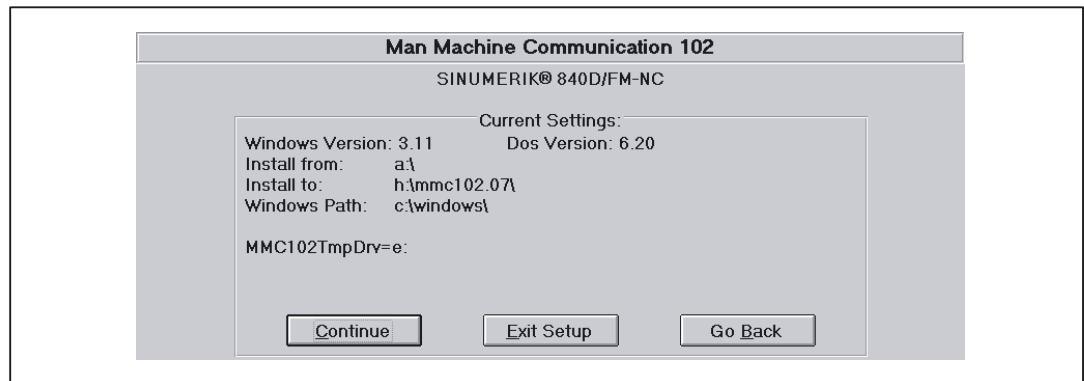 Man Machine Communication 102
SINUMERIK® 840D/FM-NC
Current Settings:
Windows Version: 3.11 Dos Version: 6.20
Install from: a:\
Install to: h:\mmc102.07\
Windows Path: c:\windows\
MMC102TmpDrv=e:
Continue Exit Setup Go Back